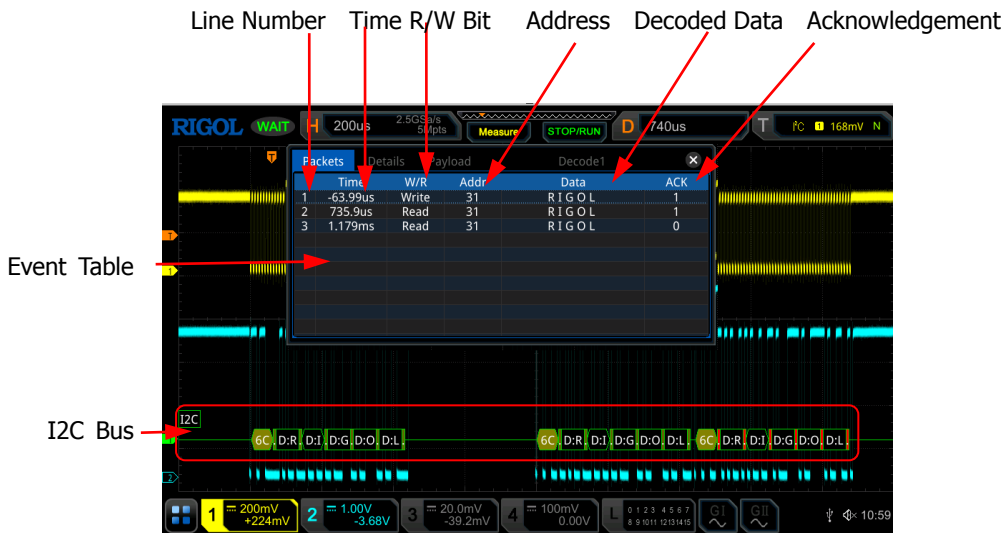 Line Number Time R/W Bit Address Decoded Data Acknowledgement
RIGOL WAIT H 200us 2.5GSa/s 5Mpts Measure STOP/RUN D 740us T I²C 1 168mV N
Packets Details Payload Decode1
Time W/R Addr Data ACK
1 -63.99us Write 31 R I G O L 1
2 735.9us Read 31 R I G O L 1
3 1.179ms Read 31 R I G O L 0
T
1
Event Table
I2C
I2C Bus
6C D:R D:I D:G D:O D:L 6C D:R D:I D:G D:O D:L 6C D:R D:I D:G D:O D:L
2
1 200mV +224mV 2 1.00V -3.68V 3 20.0mV -39.2mV 4 100mV 0.00V L 0 1 2 3 4 5 6 7 8 9 10 11 12 13 14 15 GI GII 10:59